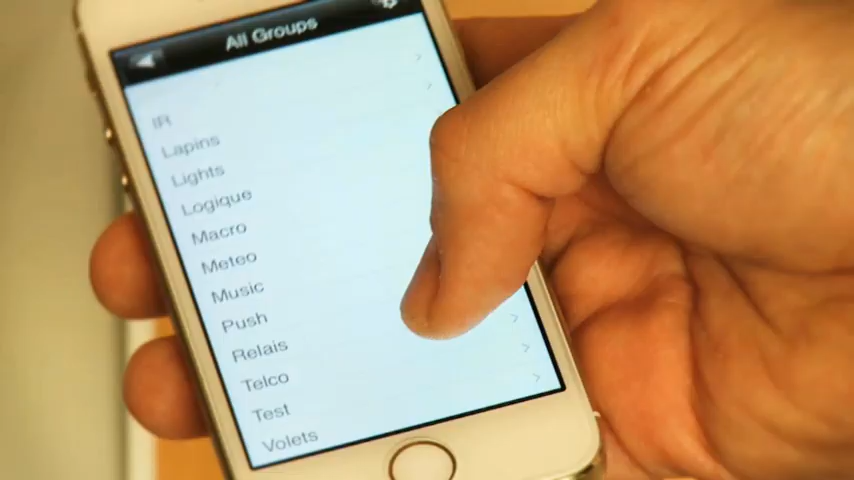 All Groups
IR
Lapins
Lights
Logique
Macro
Meteo
Music
Push
Relais
Telco
Test
Volets